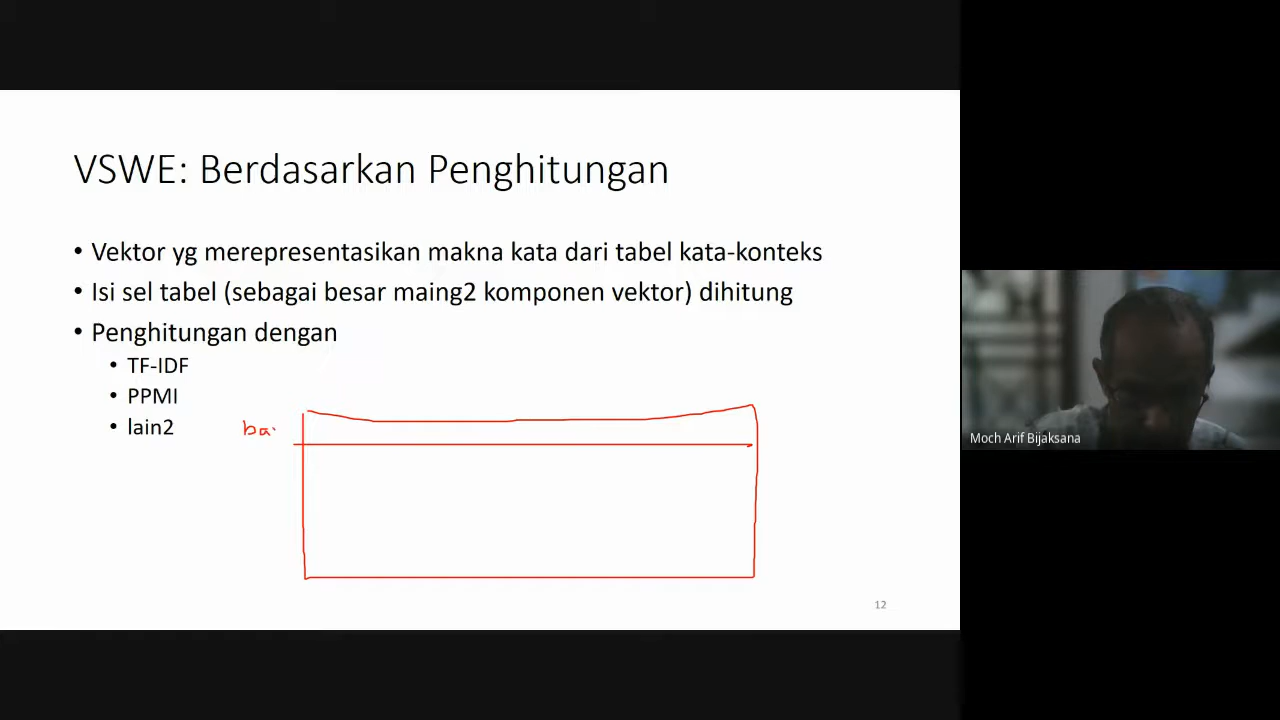 VSWE: Berdasarkan Penghitungan
• Vektor yg merepresentasikan makna kata dari tabel kata-konteks
• Isi sel tabel (sebagai besar maing2 komponen vektor) dihitung
• Penghitungan dengan
• TF-IDF
• PPMI
• lain2
ba
12
Moch Arif Bijaksana